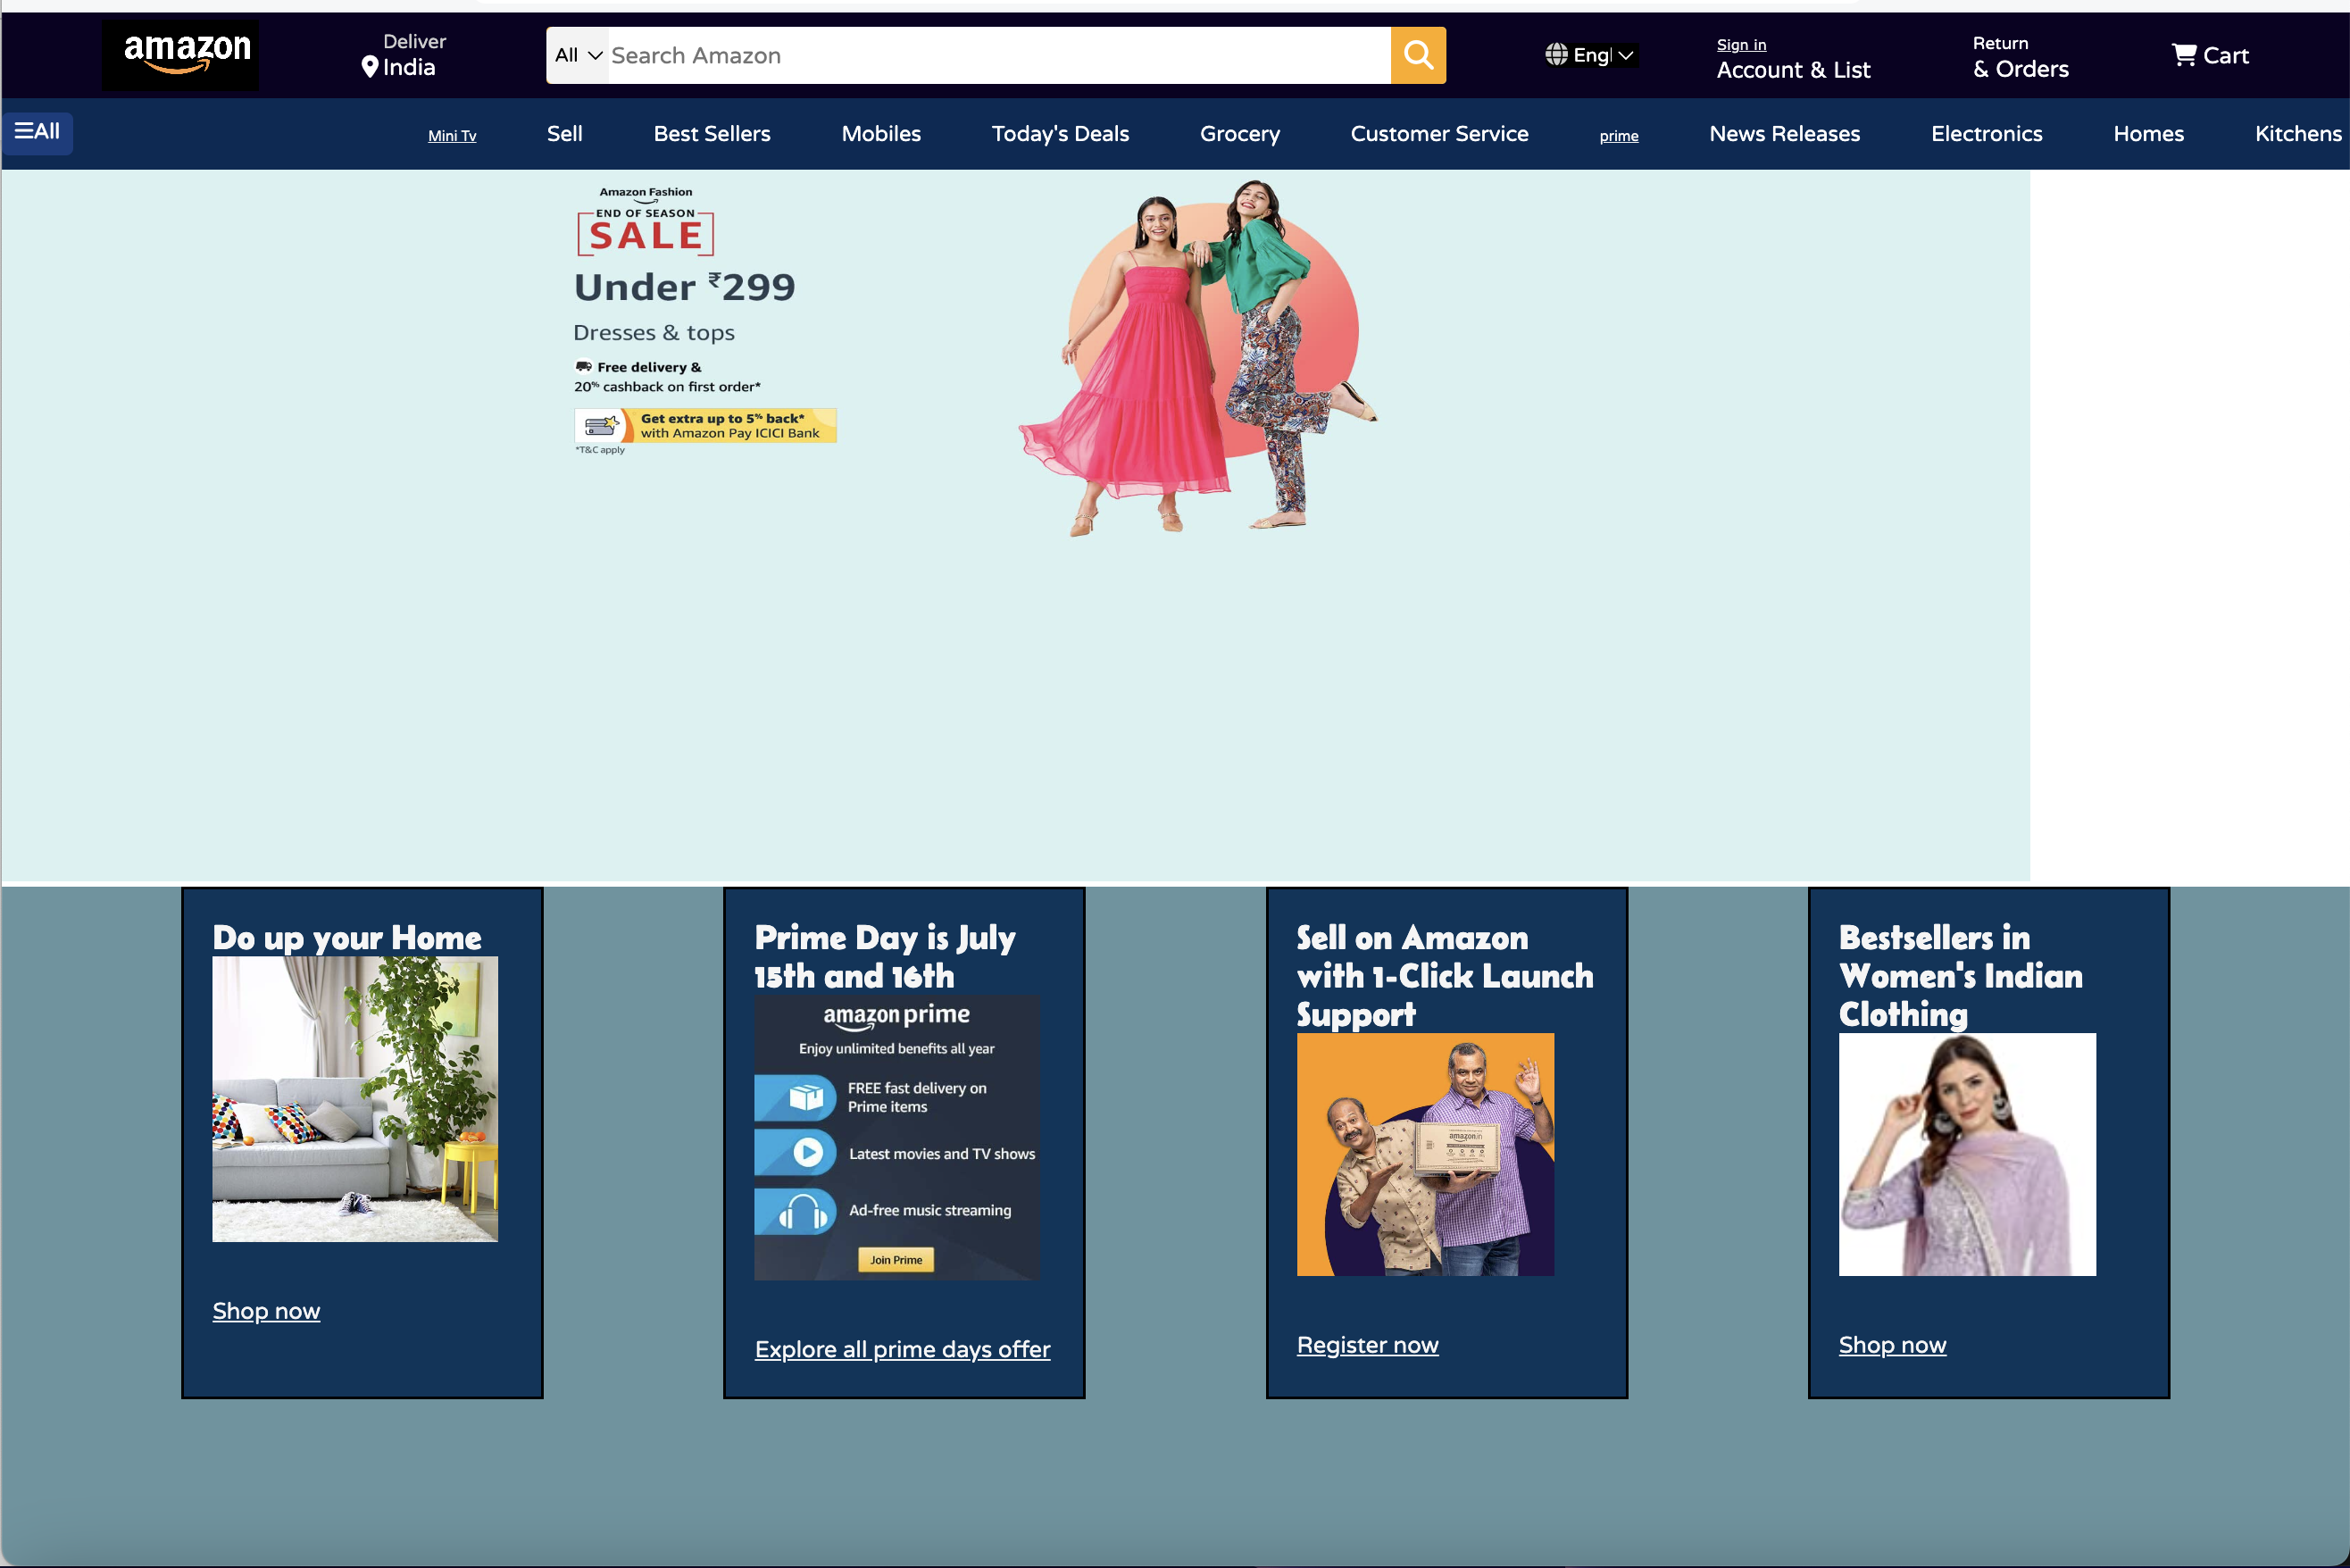 amazon
Deliver
India
All
Search Amazon
Engl
Sign in
Account & List
Return
& Orders
Cart
All
Mini Tv
Sell
Best Sellers
Mobiles
Today's Deals
Grocery
Customer Service
prime
News Releases
Electronics
Homes
Kitchens
Amazon Fashion
END OF SEASON
SALE
Under ₹299
Dresses & tops
Free delivery &
20% cashback on first order*
Get extra up to 5% back*
with Amazon Pay ICICI Bank
*T&C apply
Do up your Home
Shop now
Prime Day is July
15th and 16th
amazon prime
Enjoy unlimited benefits all year
FREE fast delivery on
Prime items
Latest movies and TV shows
Ad-free music streaming
Join Prime
Explore all prime days offer
Sell on Amazon
with 1-Click Launch
Support
amazon.in
Register now
Bestsellers in
Women's Indian
Clothing
Shop now